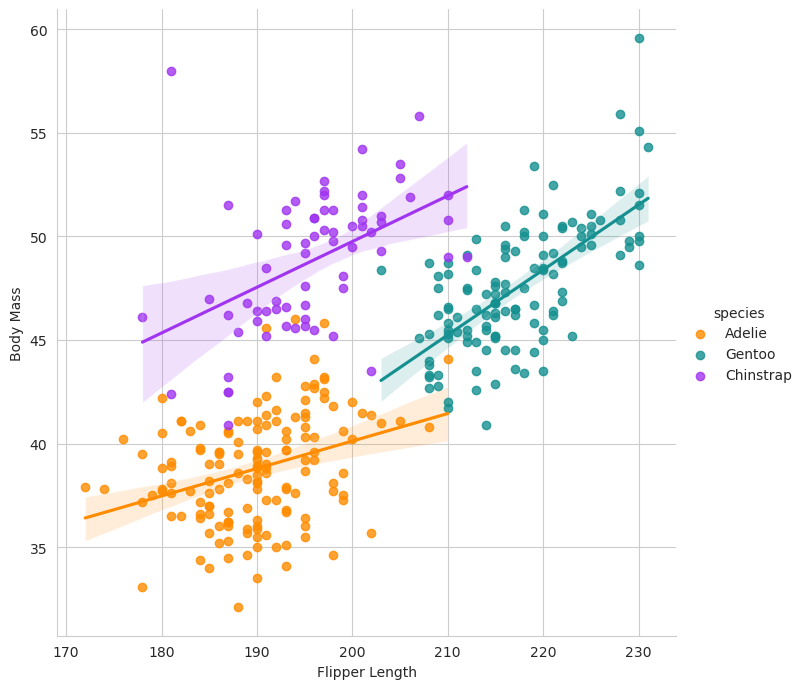 60
55
50
45
40
35
Body Mass
170 180 190 200 210 220 230
Flipper Length
species
Adelie
Gentoo
Chinstrap